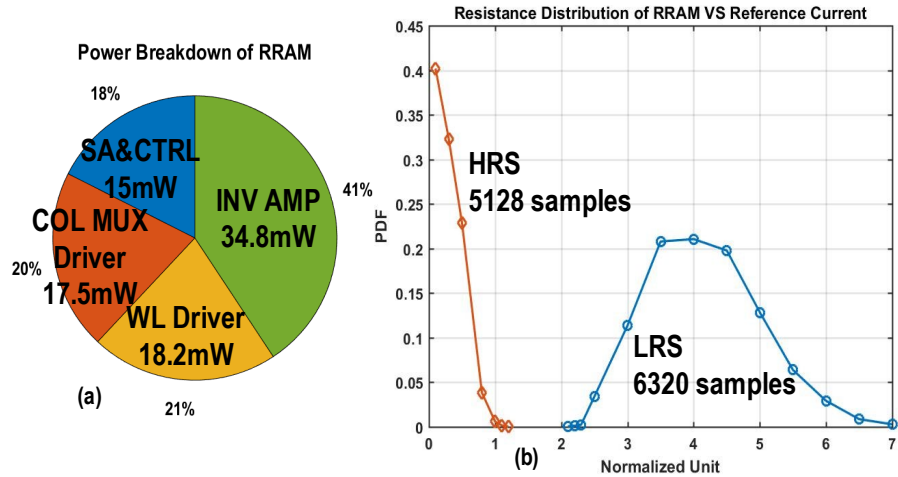 Power Breakdown of RRAM
18%
SA&CTRL
15mW
41%
INV AMP
34.8mW
COL MUX
Driver
17.5mW
20%
WL Driver
18.2mW
21%
(a)
Resistance Distribution of RRAM VS Reference Current
0.45
0.4
0.35
0.3
0.25
0.2
0.15
0.1
0.05
0
PDF
HRS
5128 samples
LRS
6320 samples
0 1 2 3 4 5 6 7
(b)
Normalized Unit